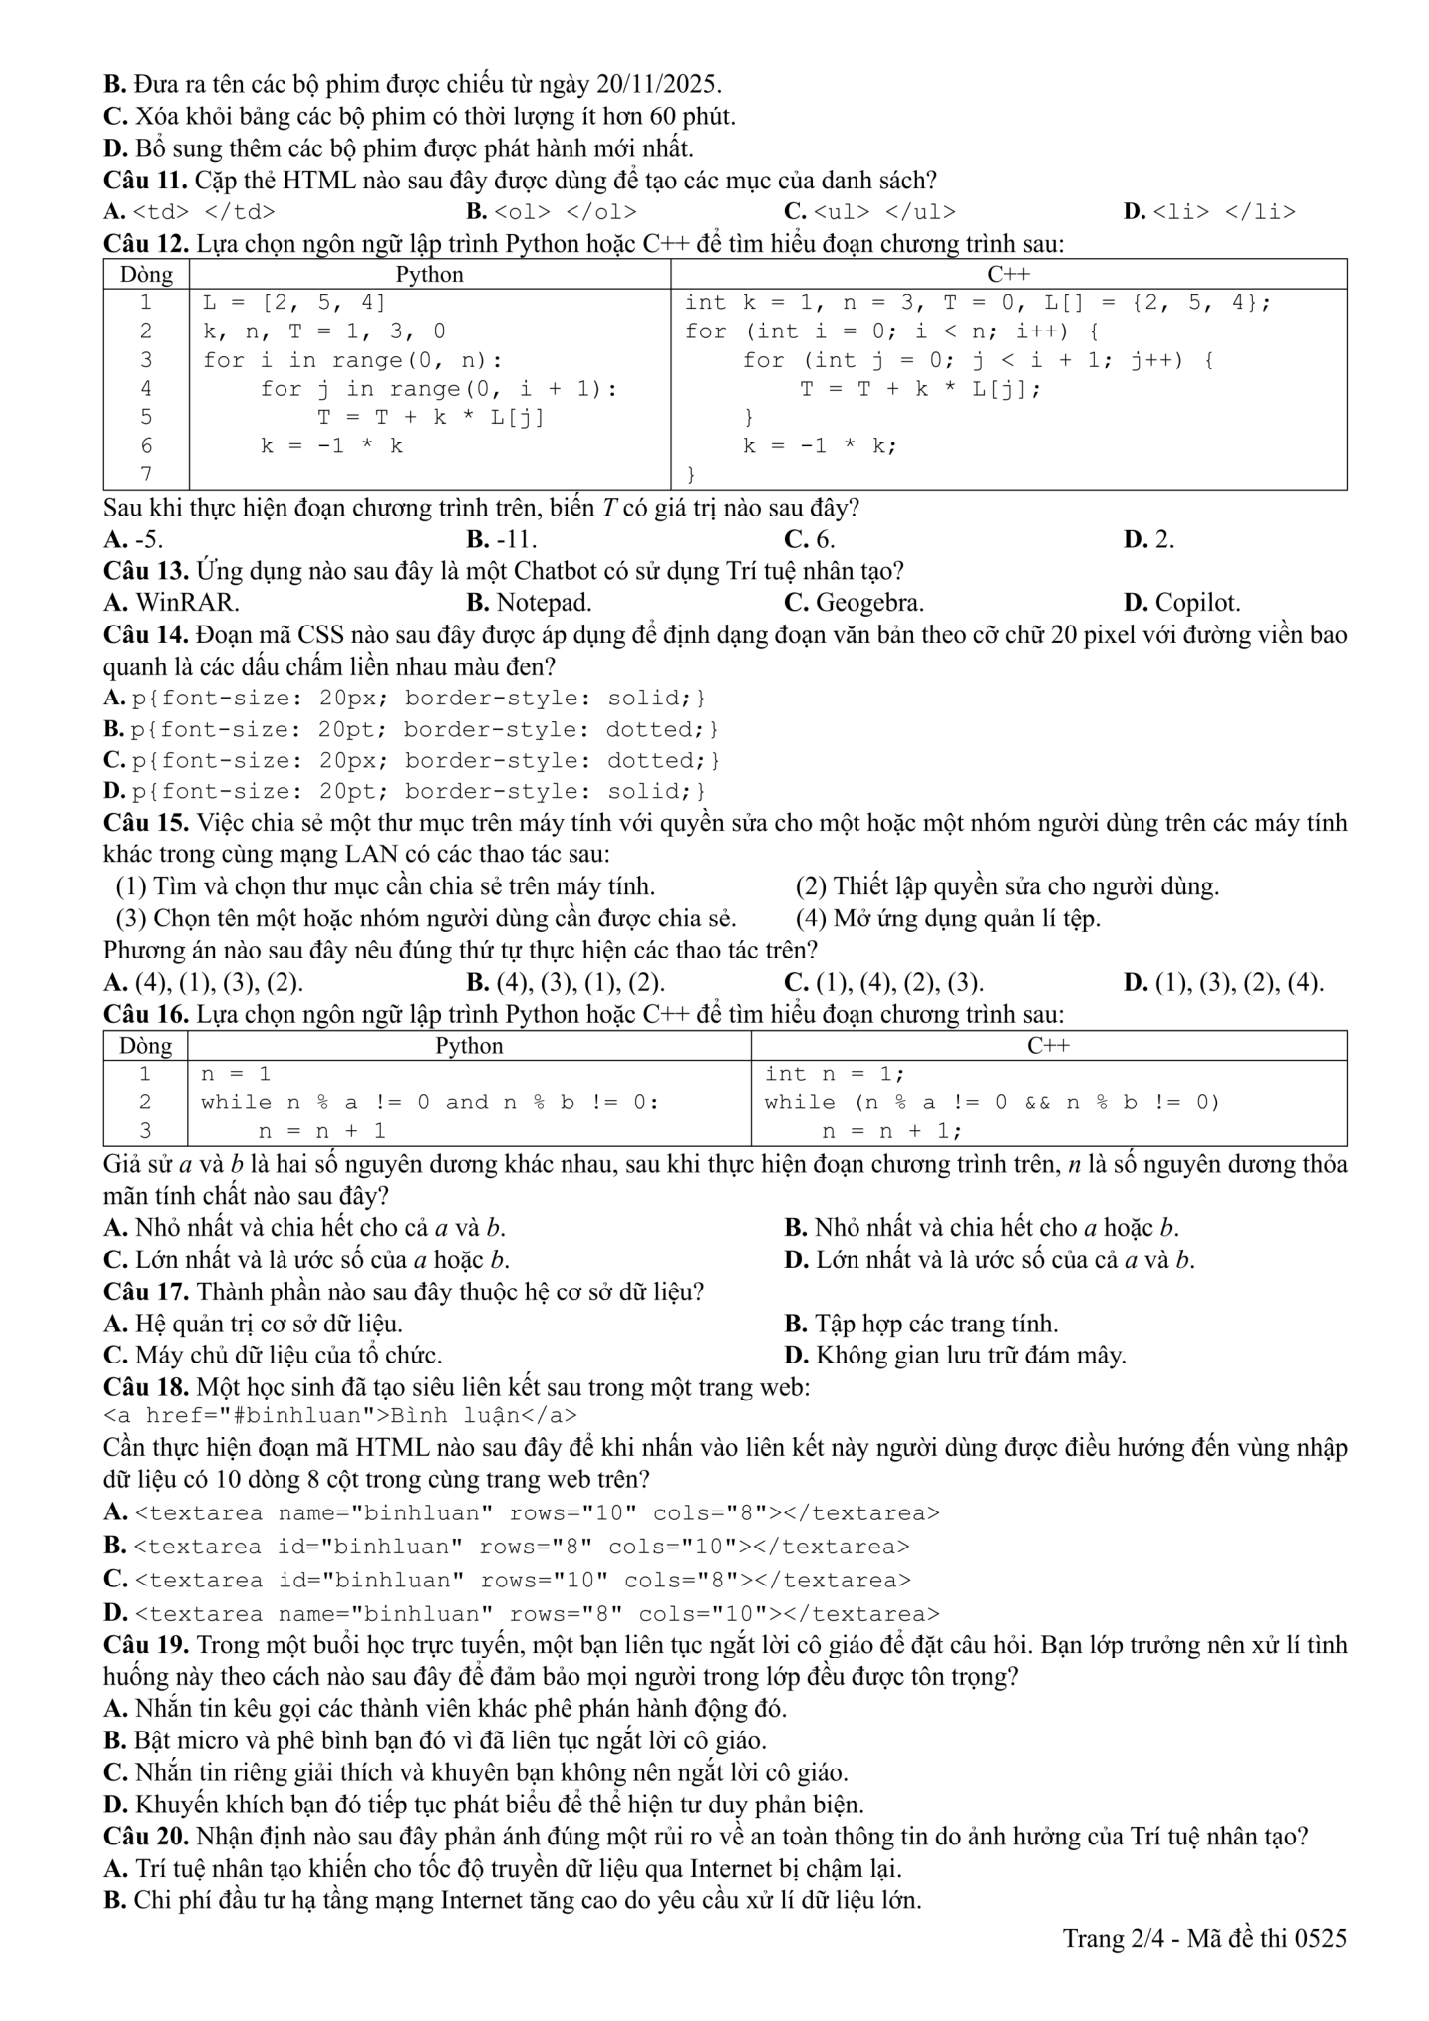 B. Đưa ra tên các bộ phim được chiếu từ ngày 20/11/2025.
C. Xóa khỏi bảng các bộ phim có thời lượng ít hơn 60 phút.
D. Bổ sung thêm các bộ phim được phát hành mới nhất.
Câu 11. Cặp thẻ HTML nào sau đây được dùng để tạo các mục của danh sách?
A. <td> </td> B. <ol> </ol> C. <ul> </ul> D. <li> </li>
Câu 12. Lựa chọn ngôn ngữ lập trình Python hoặc C++ để tìm hiểu đoạn chương trình sau:
Dòng Python C++
1 L = [2, 5, 4] int k = 1, n = 3, T = 0, L[] = {2, 5, 4};
2 k, n, T = 1, 3, 0 for (int i = 0; i < n; i++) {
3 for i in range(0, n): for (int j = 0; j < i + 1; j++) {
4 for j in range(0, i + 1): T = T + k * L[j];
5 T = T + k * L[j] }
6 k = -1 * k k = -1 * k;
7 }
Sau khi thực hiện đoạn chương trình trên, biến T có giá trị nào sau đây?
A. -5. B. -11. C. 6. D. 2.
Câu 13. Ứng dụng nào sau đây là một Chatbot có sử dụng Trí tuệ nhân tạo?
A. WinRAR. B. Notepad. C. Geogebra. D. Copilot.
Câu 14. Đoạn mã CSS nào sau đây được áp dụng để định dạng đoạn văn bản theo cỡ chữ 20 pixel với đường viền bao
quanh là các dấu chấm liền nhau màu đen?
A. p{font-size: 20px; border-style: solid;}
B. p{font-size: 20pt; border-style: dotted;}
C. p{font-size: 20px; border-style: dotted;}
D. p{font-size: 20pt; border-style: solid;}
Câu 15. Việc chia sẻ một thư mục trên máy tính với quyền sửa cho một hoặc một nhóm người dùng trên các máy tính
khác trong cùng mạng LAN có các thao tác sau:
(1) Tìm và chọn thư mục cần chia sẻ trên máy tính. (2) Thiết lập quyền sửa cho người dùng.
(3) Chọn tên một hoặc nhóm người dùng cần được chia sẻ. (4) Mở ứng dụng quản lí tệp.
Phương án nào sau đây nêu đúng thứ tự thực hiện các thao tác trên?
A. (4), (1), (3), (2). B. (4), (3), (1), (2). C. (1), (4), (2), (3). D. (1), (3), (2), (4).
Câu 16. Lựa chọn ngôn ngữ lập trình Python hoặc C++ để tìm hiểu đoạn chương trình sau:
Dòng Python C++
1 n = 1 int n = 1;
2 while n % a != 0 and n % b != 0: while (n % a != 0 && n % b != 0)
3 n = n + 1 n = n + 1;
Giả sử a và b là hai số nguyên dương khác nhau, sau khi thực hiện đoạn chương trình trên, n là số nguyên dương thỏa
mãn tính chất nào sau đây?
A. Nhỏ nhất và chia hết cho cả a và b. B. Nhỏ nhất và chia hết cho a hoặc b.
C. Lớn nhất và là ước số của a hoặc b. D. Lớn nhất và là ước số của cả a và b.
Câu 17. Thành phần nào sau đây thuộc hệ cơ sở dữ liệu?
A. Hệ quản trị cơ sở dữ liệu. B. Tập hợp các trang tính.
C. Máy chủ dữ liệu của tổ chức. D. Không gian lưu trữ đám mây.
Câu 18. Một học sinh đã tạo siêu liên kết sau trong một trang web:
<a href="#binhluan">Bình luận</a>
Cần thực hiện đoạn mã HTML nào sau đây để khi nhấn vào liên kết này người dùng được điều hướng đến vùng nhập
dữ liệu có 10 dòng 8 cột trong cùng trang web trên?
A. <textarea name="binhluan" rows="10" cols="8"></textarea>
B. <textarea id="binhluan" rows="8" cols="10"></textarea>
C. <textarea id="binhluan" rows="10" cols="8"></textarea>
D. <textarea name="binhluan" rows="8" cols="10"></textarea>
Câu 19. Trong một buổi học trực tuyến, một bạn liên tục ngắt lời cô giáo để đặt câu hỏi. Bạn lớp trưởng nên xử lí tình
huống này theo cách nào sau đây để đảm bảo mọi người trong lớp đều được tôn trọng?
A. Nhắn tin kêu gọi các thành viên khác phê phán hành động đó.
B. Bật micro và phê bình bạn đó vì đã liên tục ngắt lời cô giáo.
C. Nhắn tin riêng giải thích và khuyên bạn không nên ngắt lời cô giáo.
D. Khuyến khích bạn đó tiếp tục phát biểu để thể hiện tư duy phản biện.
Câu 20. Nhận định nào sau đây phản ánh đúng một rủi ro về an toàn thông tin do ảnh hưởng của Trí tuệ nhân tạo?
A. Trí tuệ nhân tạo khiến cho tốc độ truyền dữ liệu qua Internet bị chậm lại.
B. Chi phí đầu tư hạ tầng mạng Internet tăng cao do yêu cầu xử lí dữ liệu lớn.
Trang 2/4 - Mã đề thi 0525